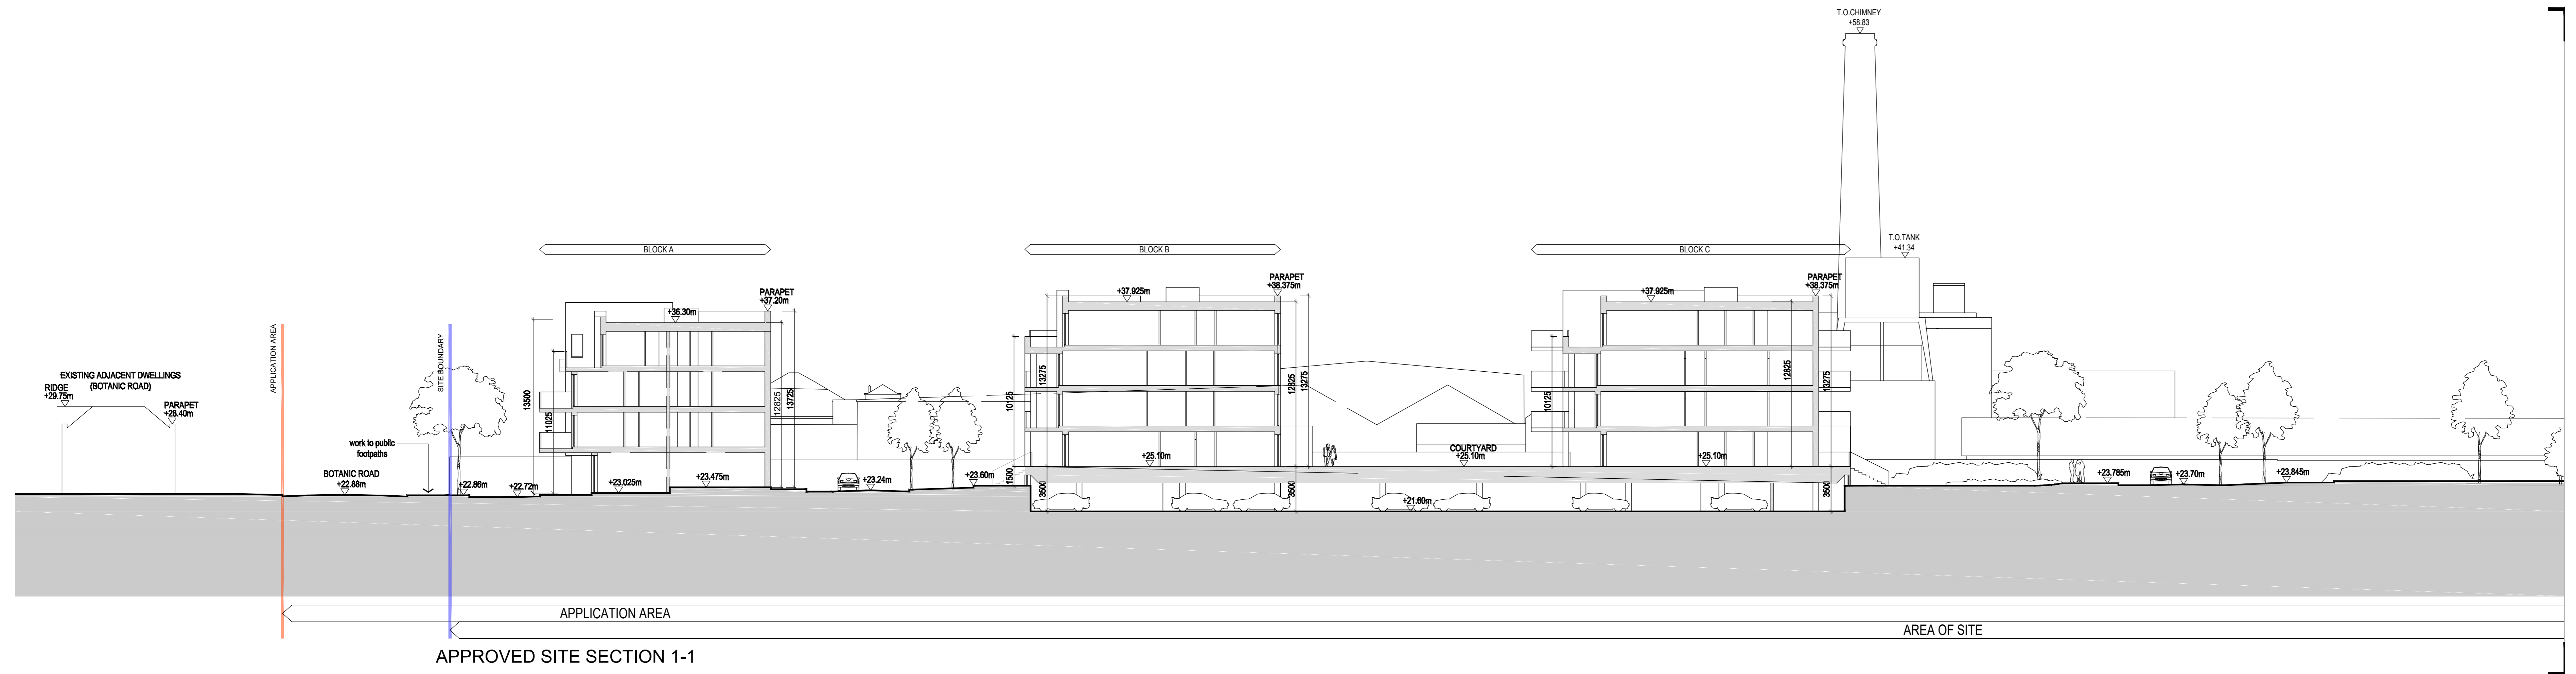 T.O.CHIMNEY
+58.83
T.O.TANK
+41.34
BLOCK A
BLOCK B
BLOCK C
PARAPET
+37.20m
+36.30m
PARAPET
+38.375m
+37.925m
PARAPET
+38.375m
+37.925m
APPLICATION AREA
SITE BOUNDARY
EXISTING ADJACENT DWELLINGS
(BOTANIC ROAD)
RIDGE
+29.75m
PARAPET
+28.40m
work to public
footpaths
BOTANIC ROAD
+22.88m
+22.86m
+22.72m
13500
11025
+23.025m
+23.475m
12825
13725
+23.24m
+23.60m
10125
1500
13275
3500
+25.10m
12825
13275
3500
COURTYARD
+25.10m
+21.60m
10125
+25.10m
12825
13275
3500
+23.785m
+23.70m
+23.845m
APPLICATION AREA
AREA OF SITE
APPROVED SITE SECTION 1-1